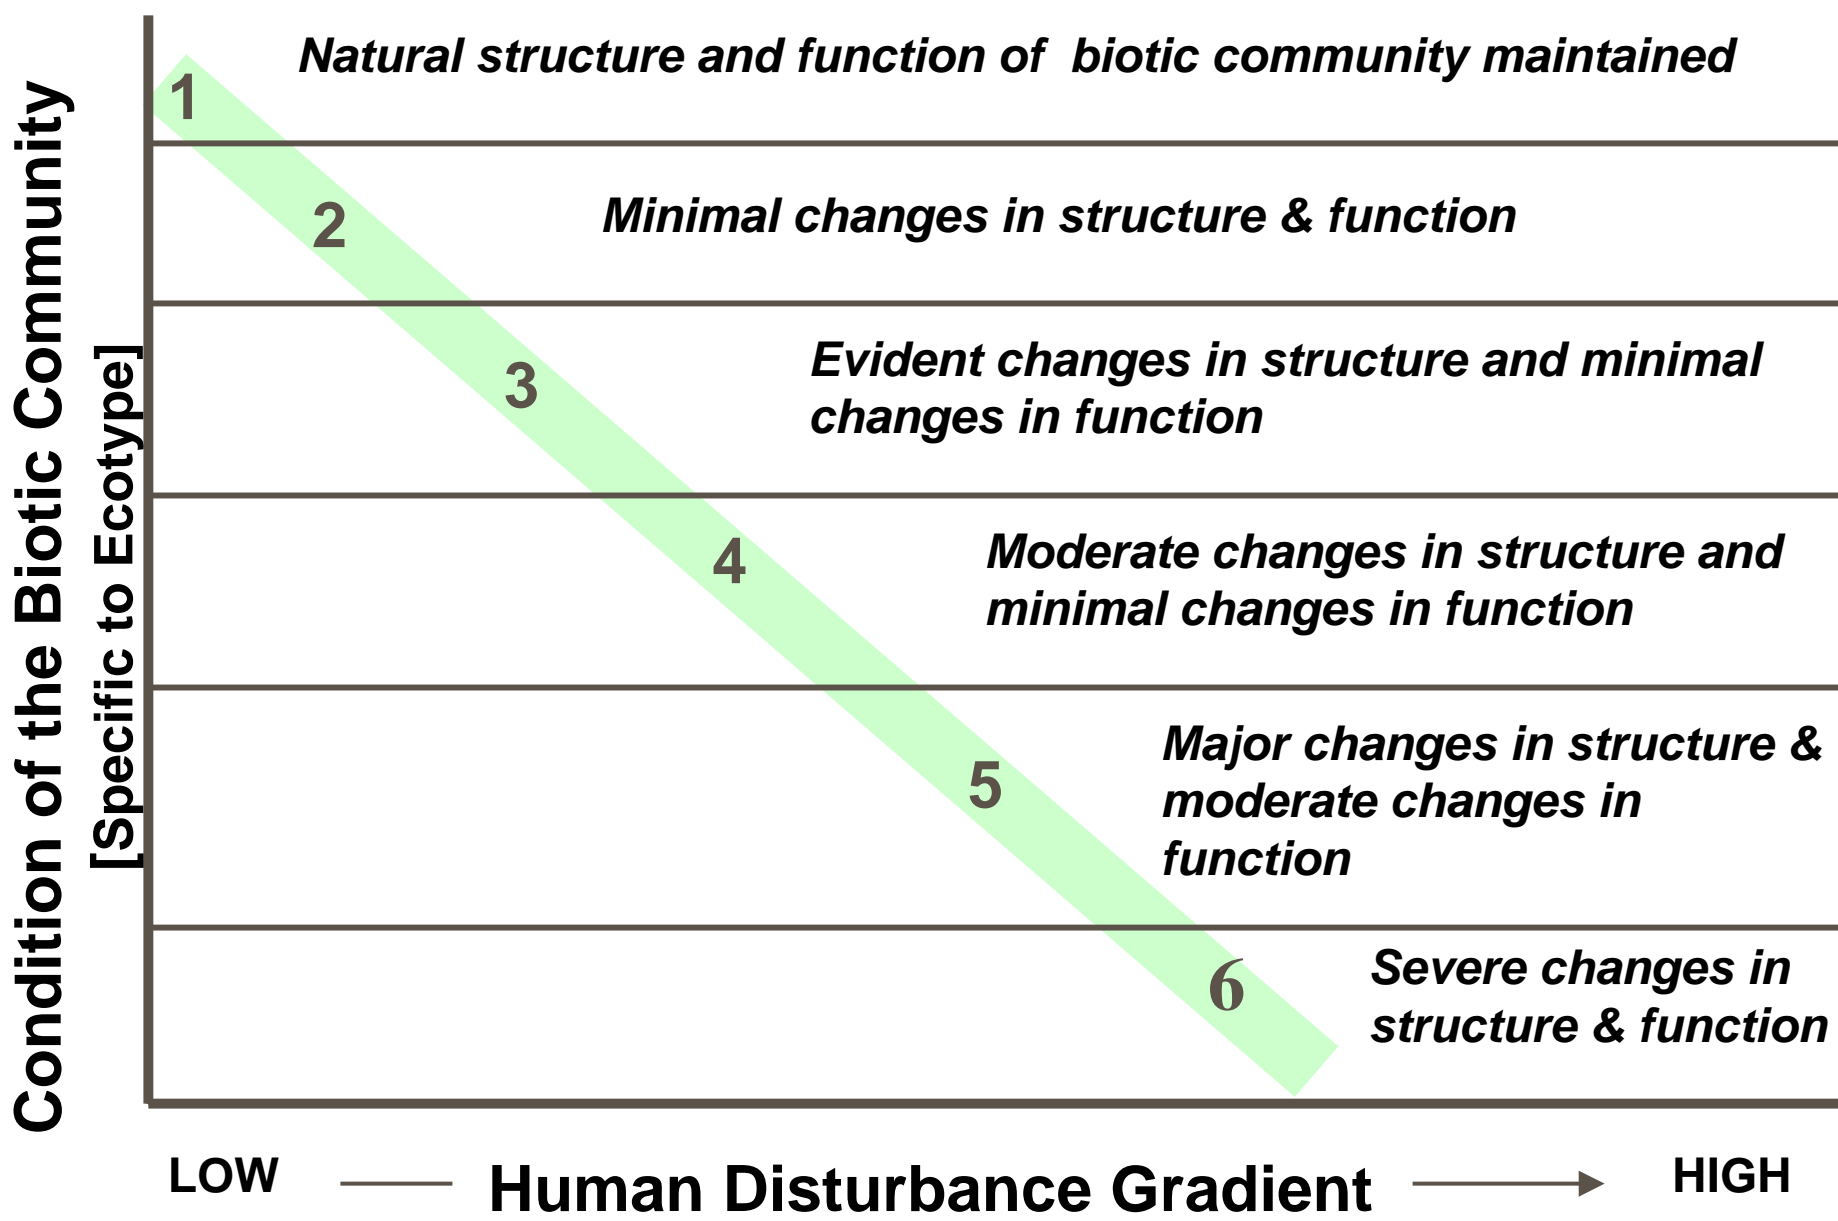 Natural structure and function of biotic community maintained
1
2
Minimal changes in structure & function
3
Evident changes in structure and minimal
changes in function
4
Moderate changes in structure and
minimal changes in function
5
Major changes in structure &
moderate changes in
function
6
Severe changes in
structure & function
Condition of the Biotic Community
[Specific to Ecotype]
LOW
Human Disturbance Gradient
HIGH